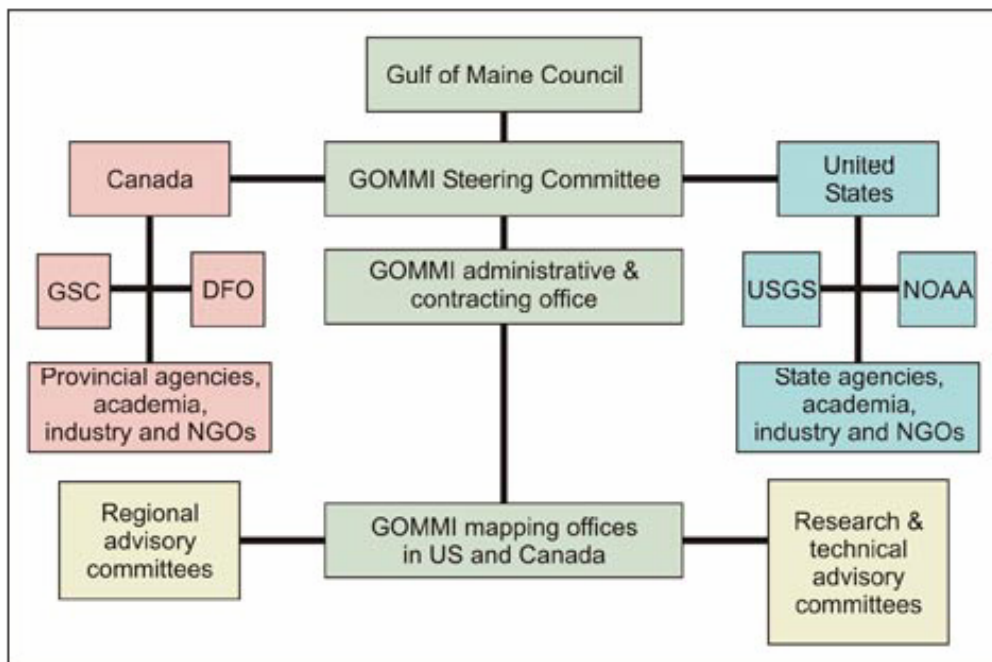 Gulf of Maine Council
Canada
GOMMI Steering Committee
United
States
GSC
DFO
GOMMI administrative &
contracting office
USGS
NOAA
Provincial agencies,
academia,
industry and NGOs
State agencies,
academia,
industry and NGOs
Regional
advisory
committees
GOMMI mapping offices
in US and Canada
Research &
technical
advisory
committees